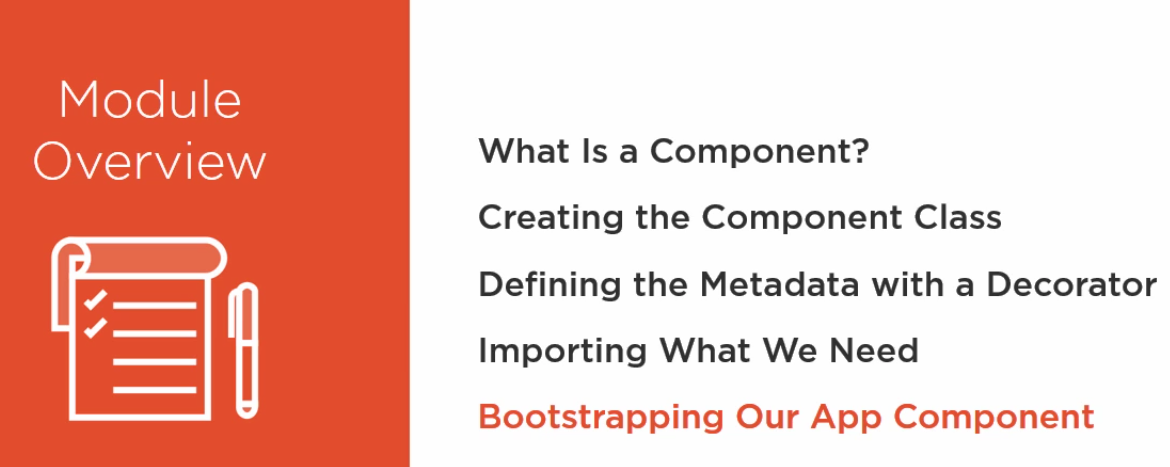 Module
Overview
What Is a Component?
Creating the Component Class
Defining the Metadata with a Decorator
Importing What We Need
Bootstrapping Our App Component